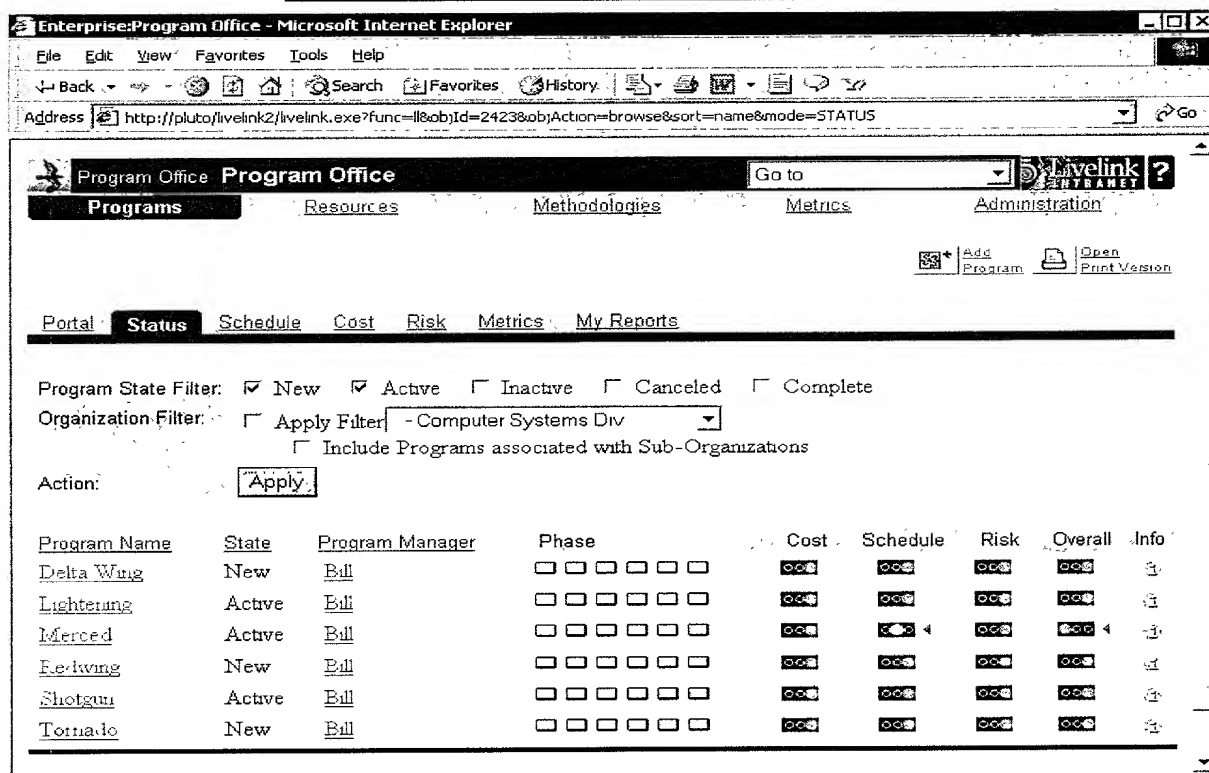 Enterprise:Program Office - Microsoft Internet Explorer
File Edit View Favorites Tools Help
Back Search Favorites History
Address http://pluto/livelink2/livelink.exe?func=ll&objId=2423&objAction=browse&sort=name&mode=STATUS Go
Program Office Program Office Go to Livelink INTRANET ?
Programs Resources Methodologies Metrics Administration
Add Program Open Print Version
Portal Status Schedule Cost Risk Metrics My Reports
Program State Filter: New Active Inactive Canceled Complete
Organization Filter: Apply Filter - Computer Systems Div
Include Programs associated with Sub-Organizations
Action: Apply
Program Name State Program Manager Phase Cost Schedule Risk Overall Info
Delta Wing New Bill
Lightening Active Bill
Merced Active Bill
Redwing New Bill
Shotgun Active Bill
Tornado New Bill